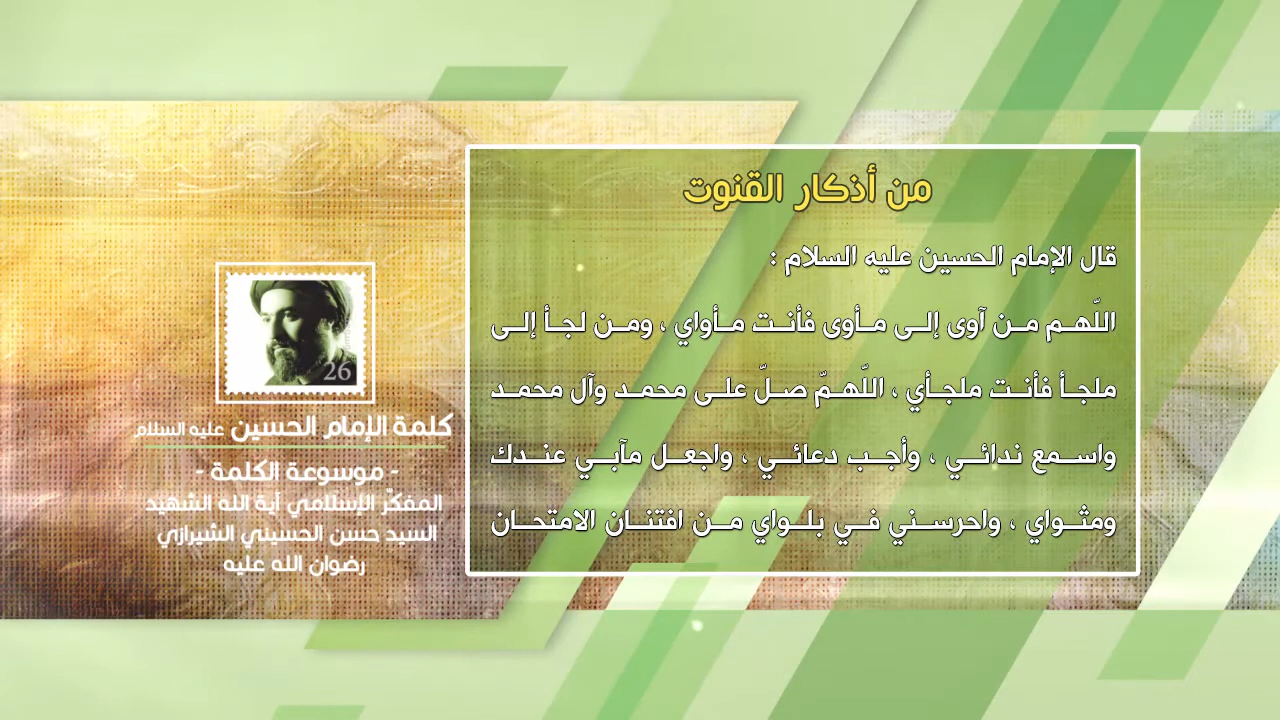 من أذكار القنوت
قال الإمام الحسين عليه السلام :
اللّهم من آوى إلى مأوى فأنت مأواي ، ومن لجأ إلى
ملجأ فأنت ملجأي ، اللّهمّ صلّ على محمد وآل محمد
واسمع ندائي ، وأجب دعائي ، واجعل مآبي عندك
ومثواي ، واحرسني في بلواي من افتنان الامتحان
26
كلمة الإمام الحسين عليه السلام
- موسوعة الكلمة -
المفكّر الإسلامي آية الله الشهيد
السيد حسن الحسيني الشيرازي
رضوان الله عليه